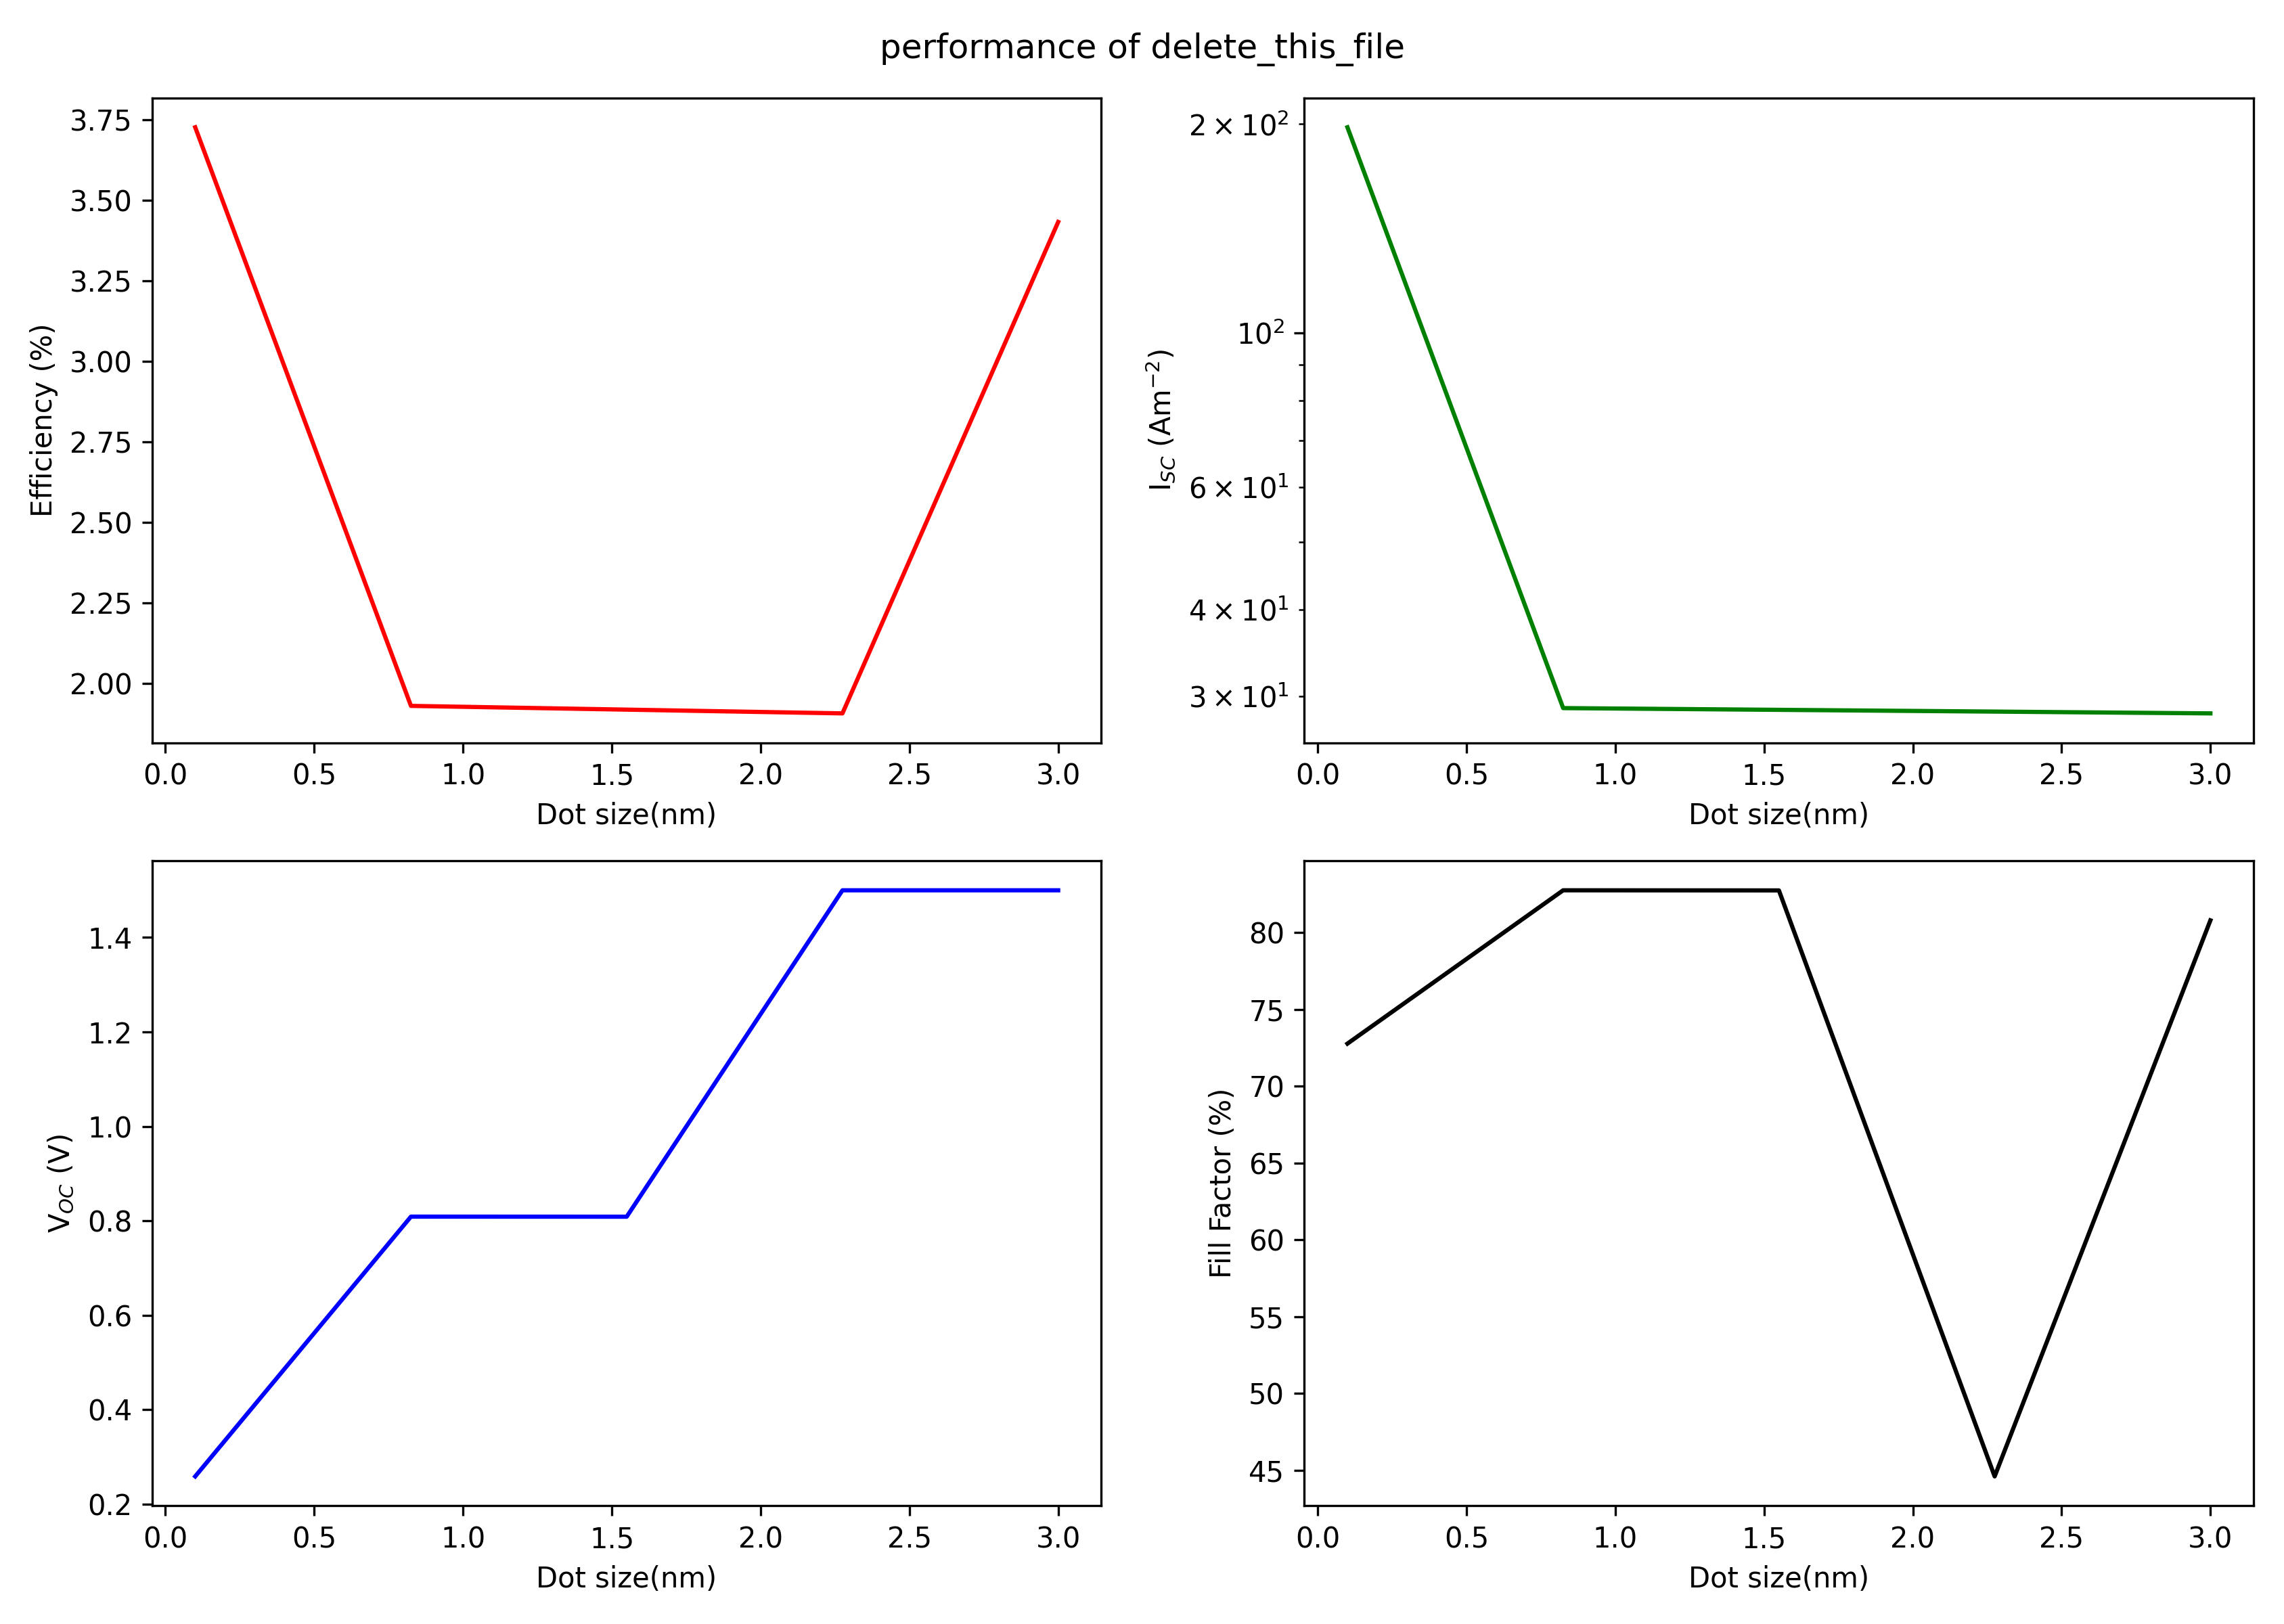 performance of delete_this_file
3.75
3.50
3.25
3.00
2.75
2.50
2.25
2.00
Efficiency (%)
0.0 0.5 1.0 1.5 2.0 2.5 3.0
Dot size(nm)
2 × 10²
10²
6 × 10¹
4 × 10¹
3 × 10¹
I_SC (Am⁻²)
0.0 0.5 1.0 1.5 2.0 2.5 3.0
Dot size(nm)
1.4
1.2
1.0
0.8
0.6
0.4
0.2
V_OC (V)
0.0 0.5 1.0 1.5 2.0 2.5 3.0
Dot size(nm)
80
75
70
65
60
55
50
45
Fill Factor (%)
0.0 0.5 1.0 1.5 2.0 2.5 3.0
Dot size(nm)